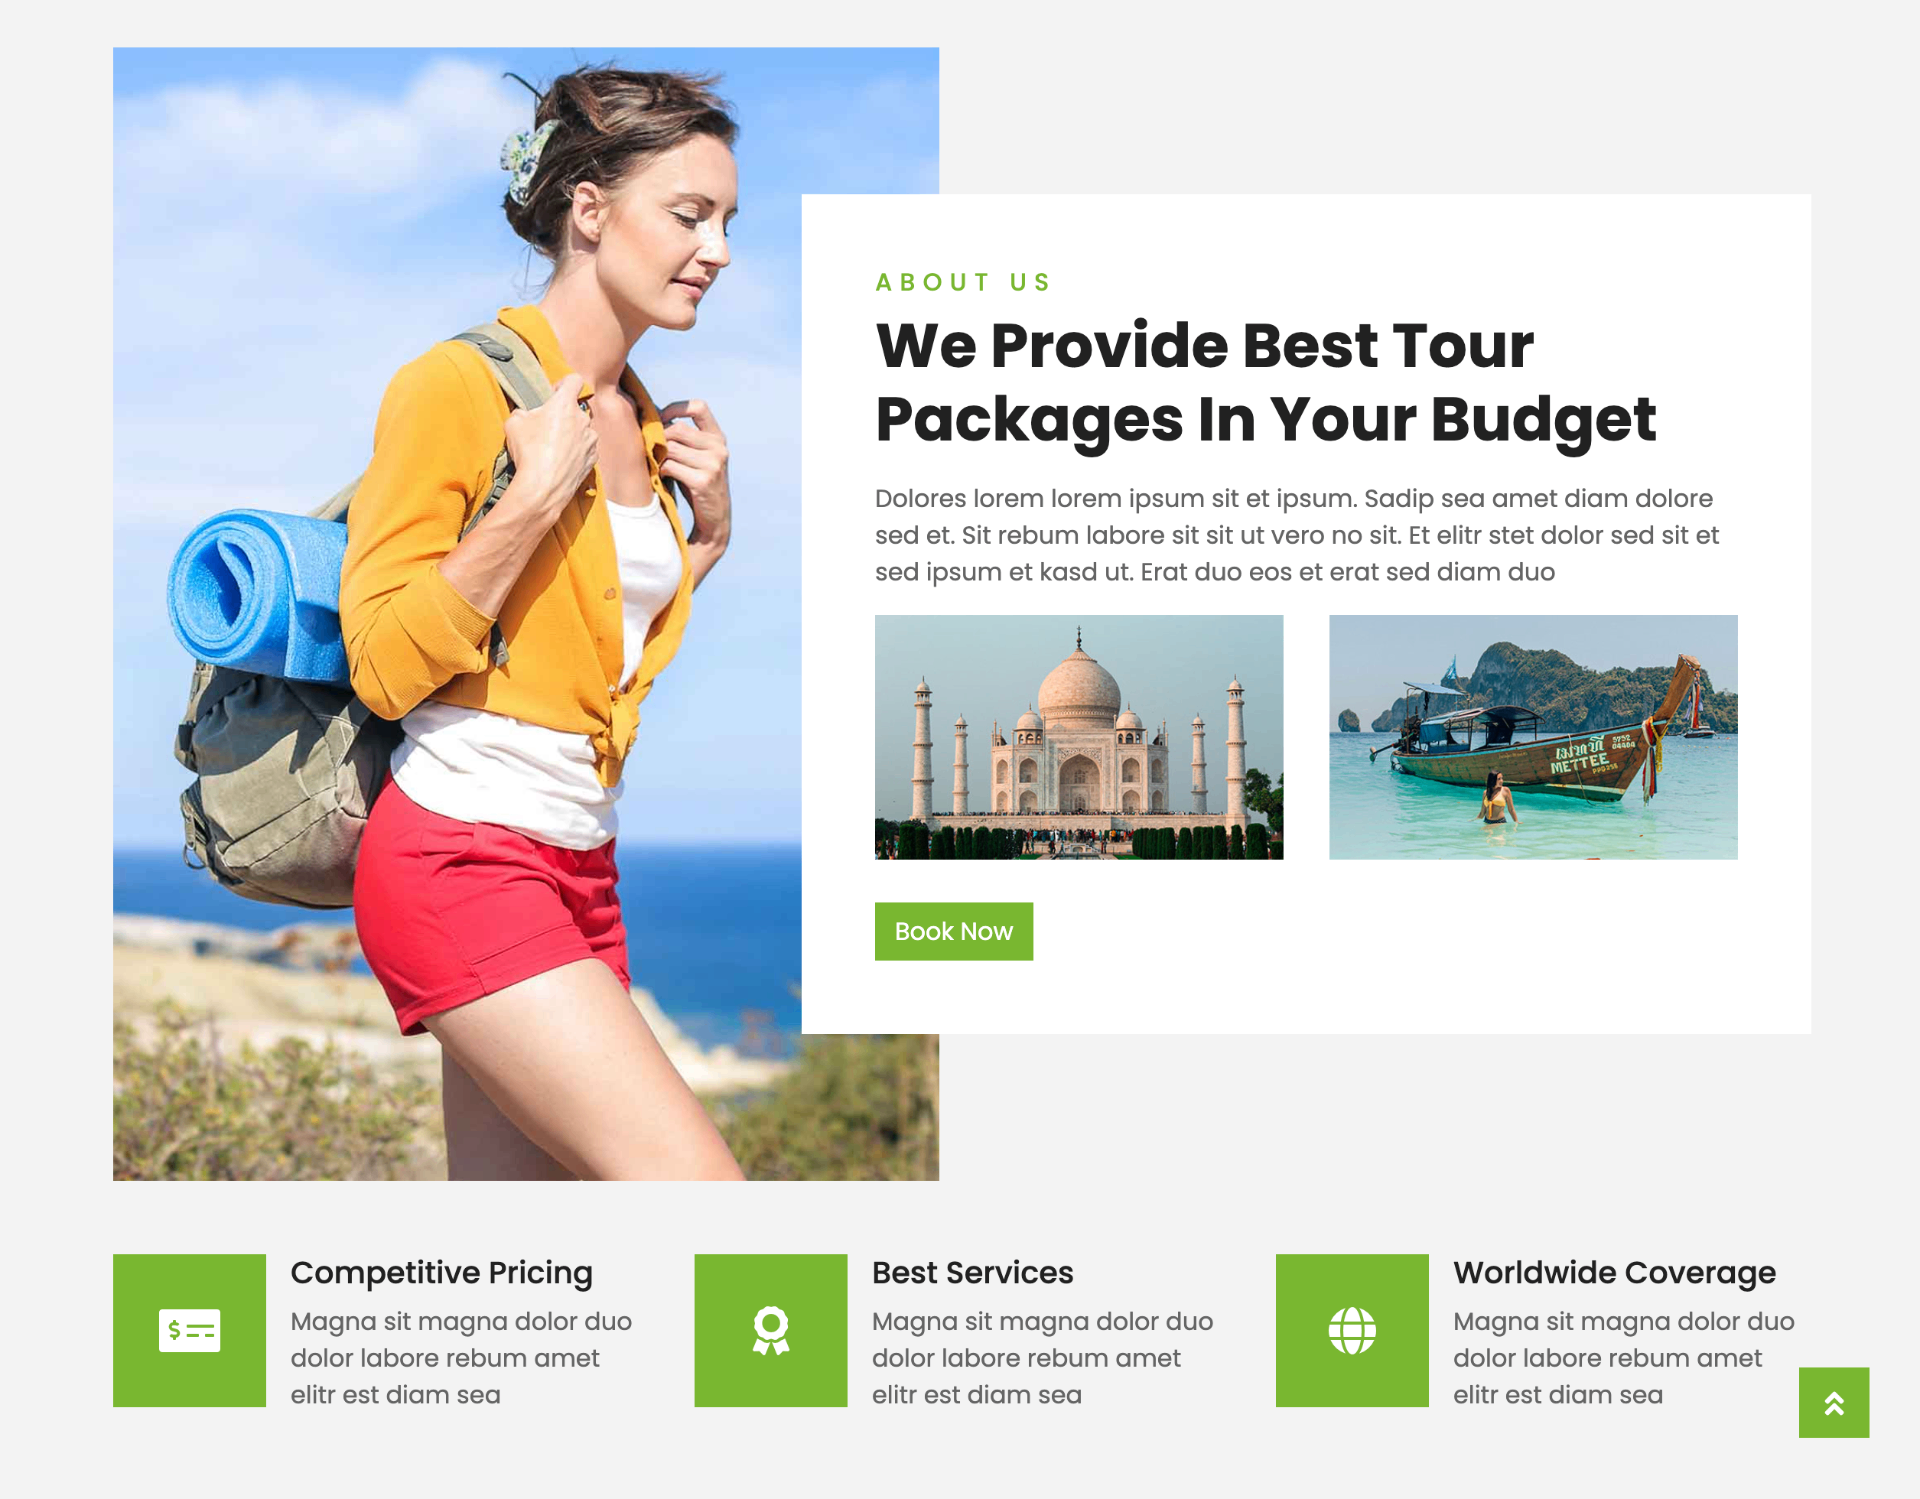 ABOUT US
We Provide Best Tour
Packages In Your Budget
Dolores lorem lorem ipsum sit et ipsum. Sadip sea amet diam dolore
sed et. Sit rebum labore sit sit ut vero no sit. Et elitr stet dolor sed sit et
sed ipsum et kasd ut. Erat duo eos et erat sed diam duo
METTEE
Book Now
Competitive Pricing
Magna sit magna dolor duo
dolor labore rebum amet
elitr est diam sea
Best Services
Magna sit magna dolor duo
dolor labore rebum amet
elitr est diam sea
Worldwide Coverage
Magna sit magna dolor duo
dolor labore rebum amet
elitr est diam sea